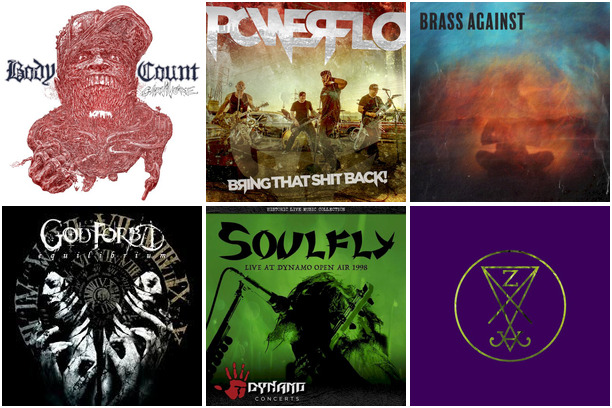 Body Count
Carnivore
POWERFLO
BRING THAT SHIT BACK!
BRASS AGAINST
GOD FORBID
equilibrium
HISTORIC LIVE MUSIC COLLECTION
SOULFLY
LIVE AT DYNAMO OPEN AIR 1998
DYNAMO
CONCERTS
Z